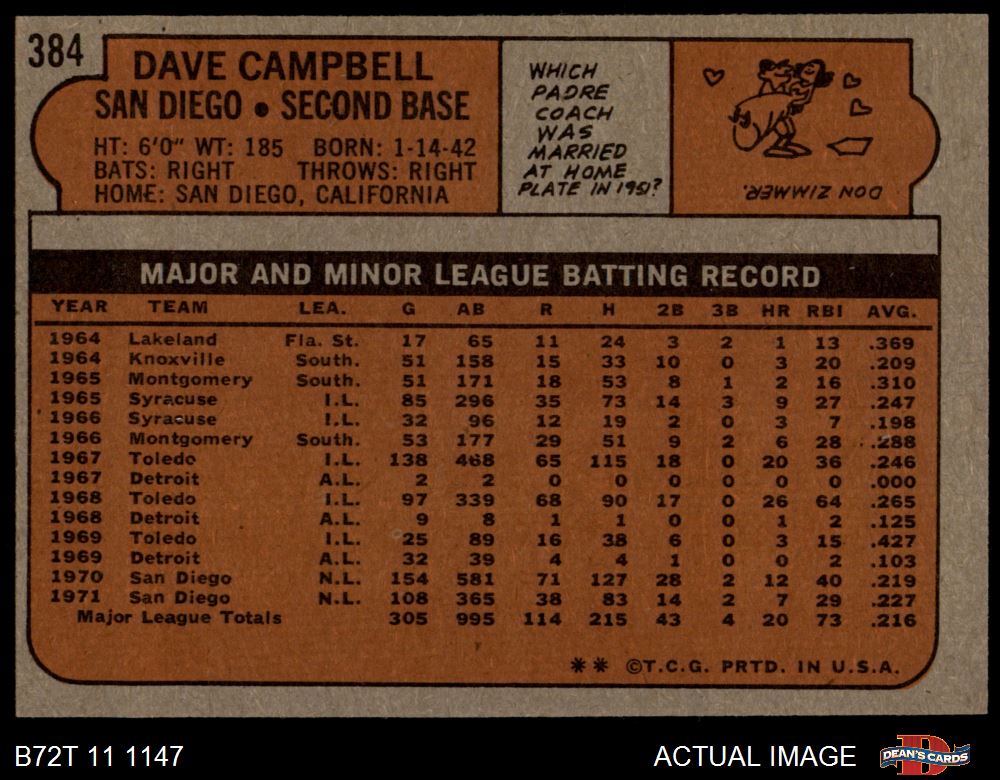 384
DAVE CAMPBELL
SAN DIEGO • SECOND BASE
HT: 6'0" WT: 185 BORN: 1-14-42
BATS: RIGHT THROWS: RIGHT
HOME: SAN DIEGO, CALIFORNIA
WHICH
PADRE
COACH
WAS
MARRIED
AT HOME
PLATE IN 1951?
DON ZIMMER.
MAJOR AND MINOR LEAGUE BATTING RECORD
YEAR TEAM LEA. G AB R H 2B 3B HR RBI AVG.
1964 Lakeland Fla. St. 17 65 11 24 3 2 1 13 .369
1964 Knoxville South. 51 158 15 33 10 0 3 20 .209
1965 Montgomery South. 51 171 18 53 8 1 2 16 .310
1965 Syracuse I.L. 85 296 35 73 14 3 9 27 .247
1966 Syracuse I.L. 32 96 12 19 2 0 3 7 .198
1966 Montgomery South. 53 177 29 51 9 2 6 28 .288
1967 Toledo I.L. 138 468 65 115 18 0 20 36 .246
1967 Detroit A.L. 2 2 0 0 0 0 0 0 .000
1968 Toledo I.L. 97 339 68 90 17 0 26 64 .265
1968 Detroit A.L. 9 8 1 1 0 0 1 2 .125
1969 Toledo I.L. 25 89 16 38 6 0 3 15 .427
1969 Detroit A.L. 32 39 4 4 1 0 0 2 .103
1970 San Diego N.L. 154 581 71 127 28 2 12 40 .219
1971 San Diego N.L. 108 365 38 83 14 2 7 29 .227
Major League Totals 305 995 114 215 43 4 20 73 .216
** ©T.C.G. PRTD. IN U.S.A.
B72T 11 1147
ACTUAL IMAGE
DEAN'S CARDS